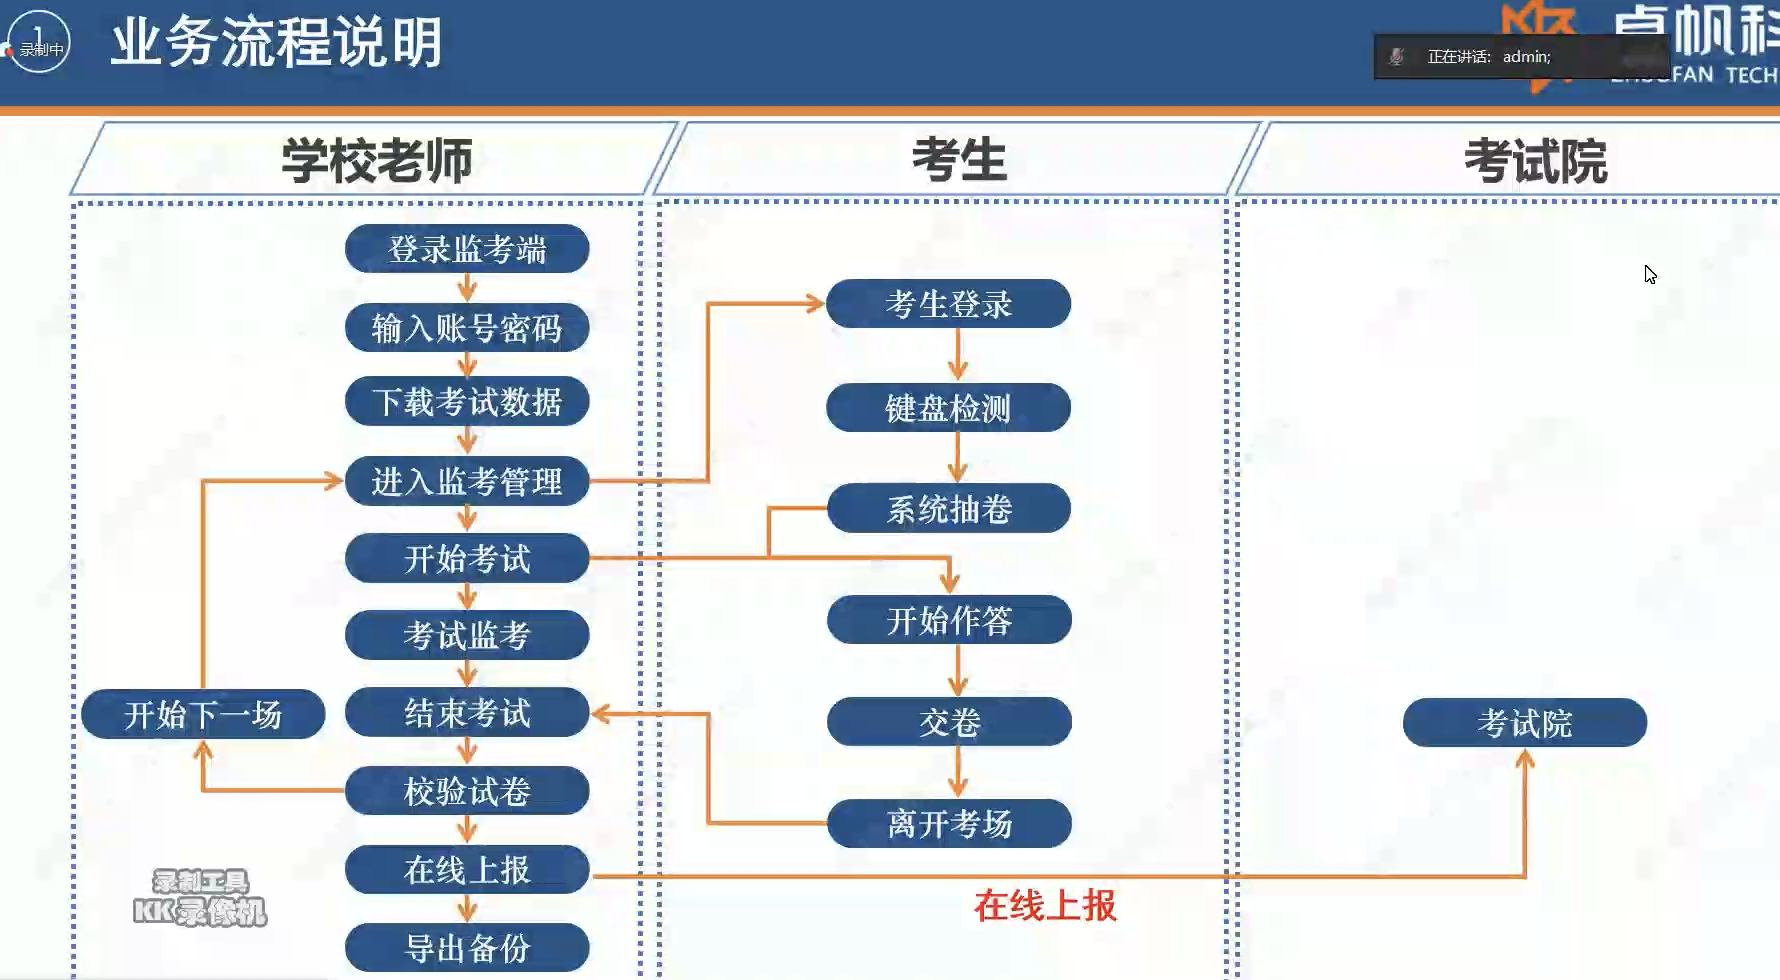 1
录制中
业务流程说明
卓帆科
FAN TECH
正在讲话: admin;
学校老师
考生
考试院
登录监考端
输入账号密码
下载考试数据
进入监考管理
开始考试
考试监考
结束考试
校验试卷
在线上报
导出备份
开始下一场
考生登录
键盘检测
系统抽卷
开始作答
交卷
离开考场
考试院
在线上报
录制工具
KK录像机